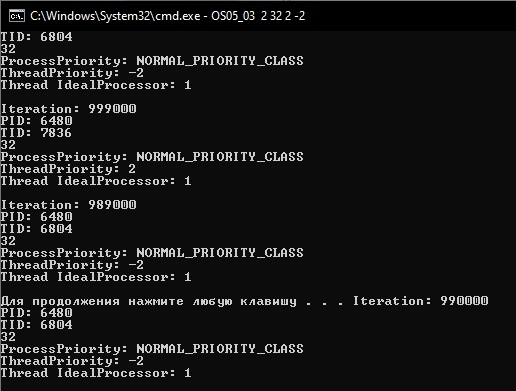 C:\Windows\System32\cmd.exe - OS05_03 2 32 2 -2
TID: 6804
32
ProcessPriority: NORMAL_PRIORITY_CLASS
ThreadPriority: -2
Thread IdealProcessor: 1
Iteration: 999000
PID: 6480
TID: 7836
32
ProcessPriority: NORMAL_PRIORITY_CLASS
ThreadPriority: 2
Thread IdealProcessor: 1
Iteration: 989000
PID: 6480
TID: 6804
32
ProcessPriority: NORMAL_PRIORITY_CLASS
ThreadPriority: -2
Thread IdealProcessor: 1
Для продолжения нажмите любую клавишу . . . Iteration: 990000
PID: 6480
TID: 6804
32
ProcessPriority: NORMAL_PRIORITY_CLASS
ThreadPriority: -2
Thread IdealProcessor: 1